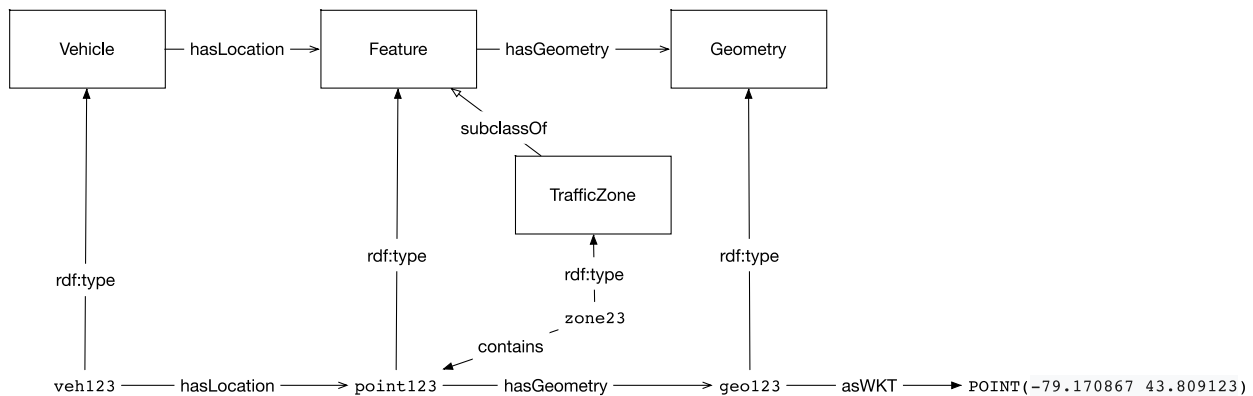 Vehicle hasLocation Feature hasGeometry Geometry
subclassOf
TrafficZone
rdf:type rdf:type rdf:type rdf:type
zone23
contains
veh123 hasLocation point123 hasGeometry geo123 asWKT POINT(-79.170867 43.809123)